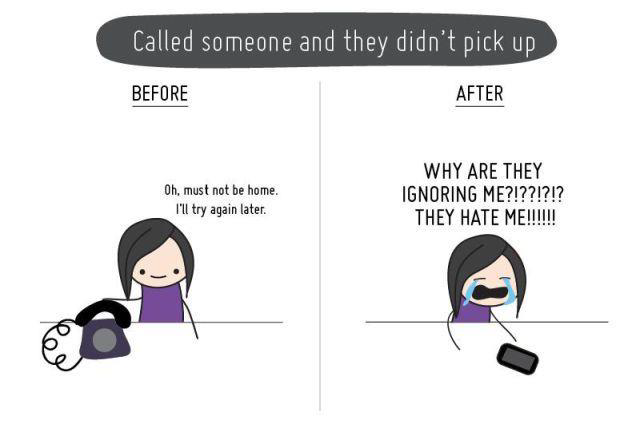 Called someone and they didn't pick up
BEFORE
Oh, must not be home.
I'll try again later.
AFTER
WHY ARE THEY
IGNORING ME?!??!?!?
THEY HATE ME!!!!!!